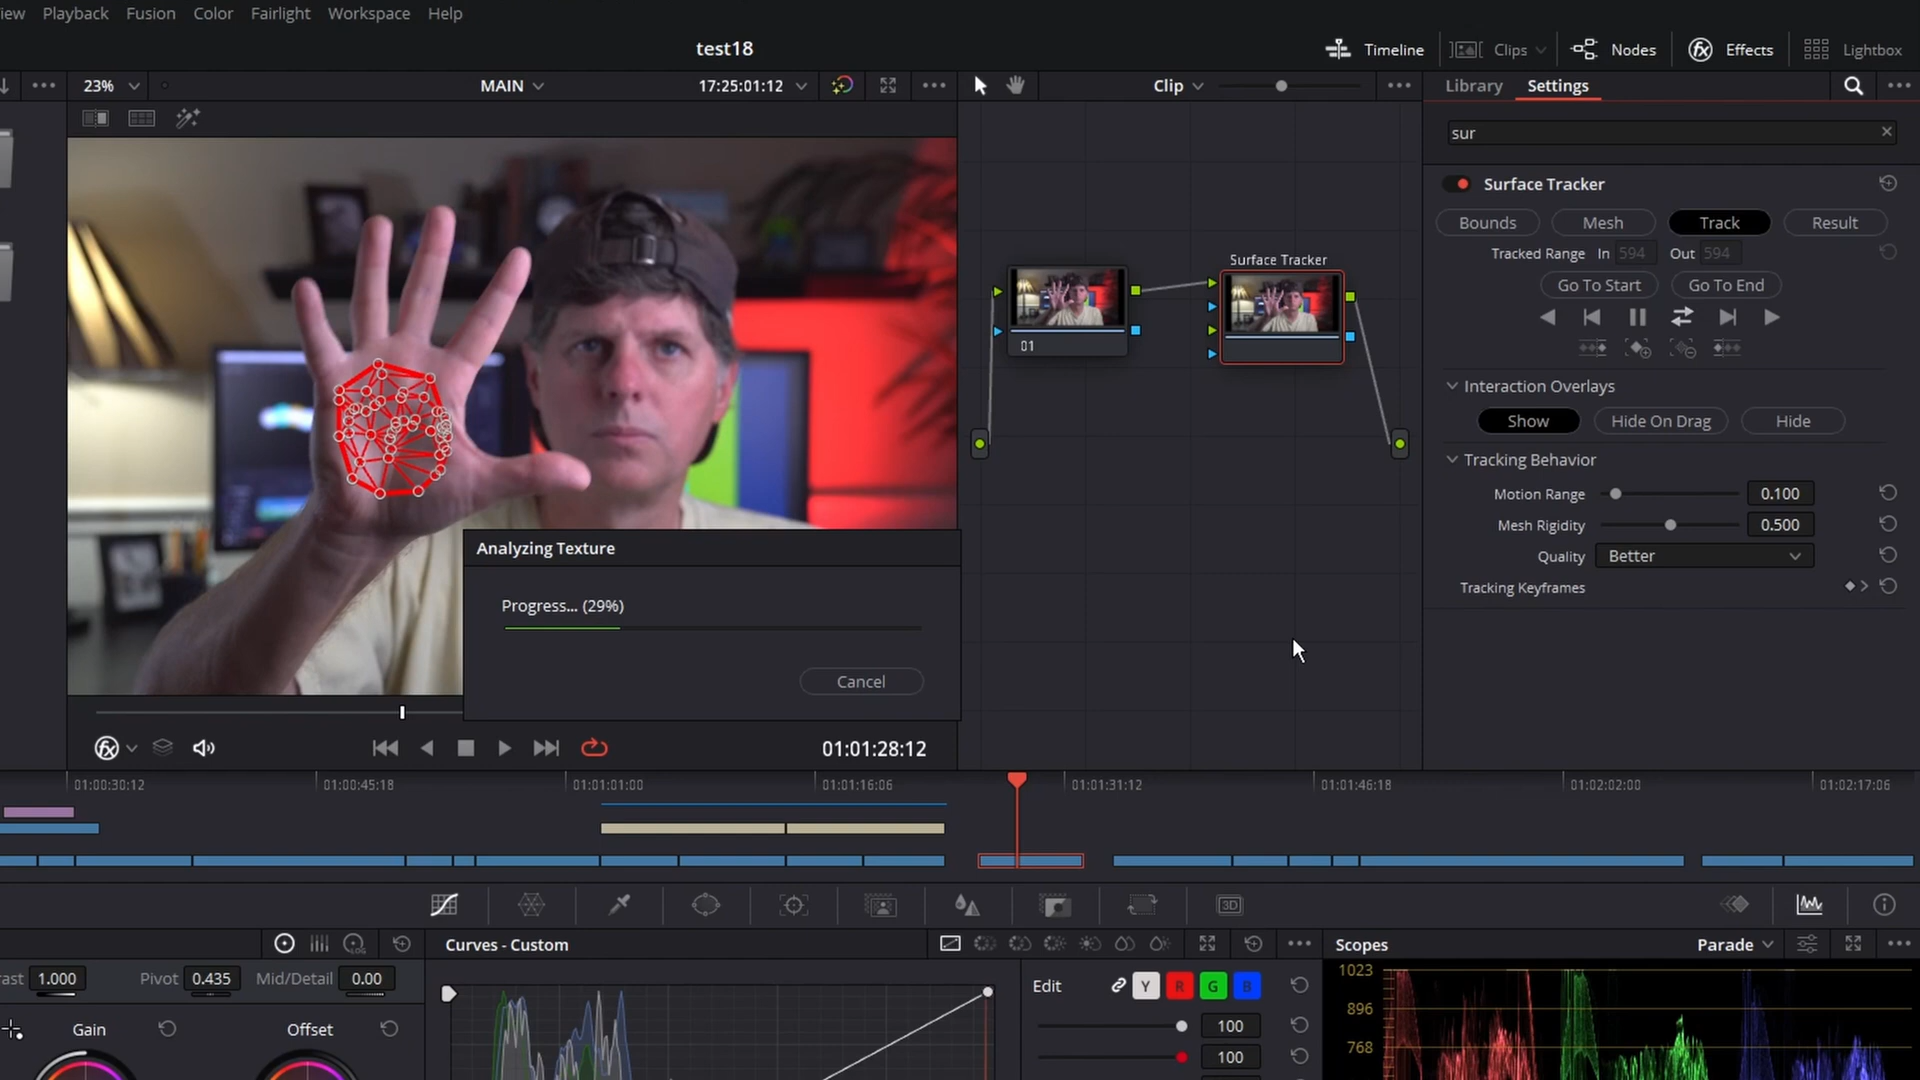 iew Playback Fusion Color Fairlight Workspace Help
test18
Timeline Clips Nodes Effects Lightbox
23% MAIN 17:25:01:12 Clip Library Settings
sur
Surface Tracker
Bounds Mesh Track Result
Tracked Range In 594 Out 594
Surface Tracker
Go To Start Go To End
01
Interaction Overlays
Show Hide On Drag Hide
Tracking Behavior
Motion Range 0.100
Mesh Rigidity 0.500
Quality Better
Tracking Keyframes
Analyzing Texture
Progress... (29%)
Cancel
01:01:28:12
01:00:30:12 01:00:45:18 01:01:01:00 01:01:16:06 01:01:31:12 01:01:46:18 01:02:02:00 01:02:17:06
3D
LOG
Curves - Custom
Scopes Parade
rast 1.000 Pivot 0.435 Mid/Detail 0.00
Edit Y R G B
Gain Offset
100
100
1023
896
768